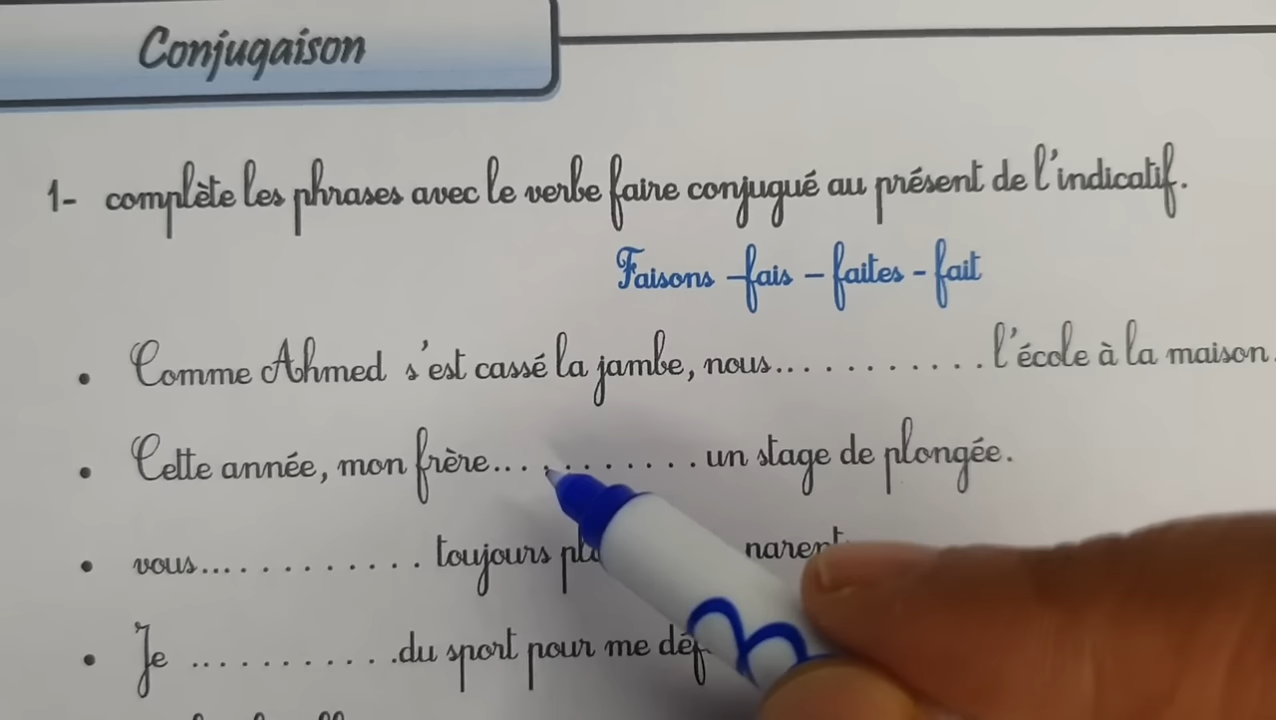 Conjugaison
1- complète les phrases avec le verbe faire conjugué au présent de l'indicatif.
Faisons - fais - faites - fait
• Comme Ahmed s'est cassé la jambe, nous........... l'école à la maison.
• Cette année, mon frère........... un stage de plongée.
• vous............ toujours
• Je ............du sport pour me